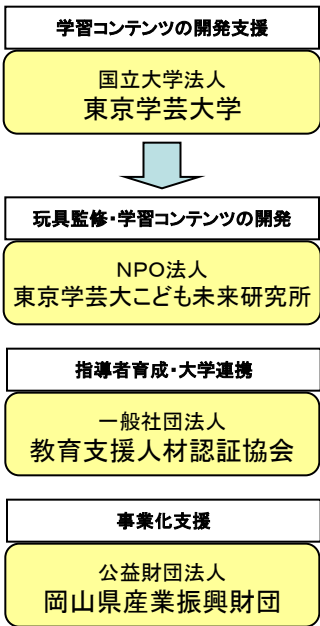 学習コンテンツの開発支援
国立大学法人
東京学芸大学
玩具監修・学習コンテンツの開発
NPO法人
東京学芸大こども未来研究所
指導者育成・大学連携
一般社団法人
教育支援人材認証協会
事業化支援
公益財団法人
岡山県産業振興財団